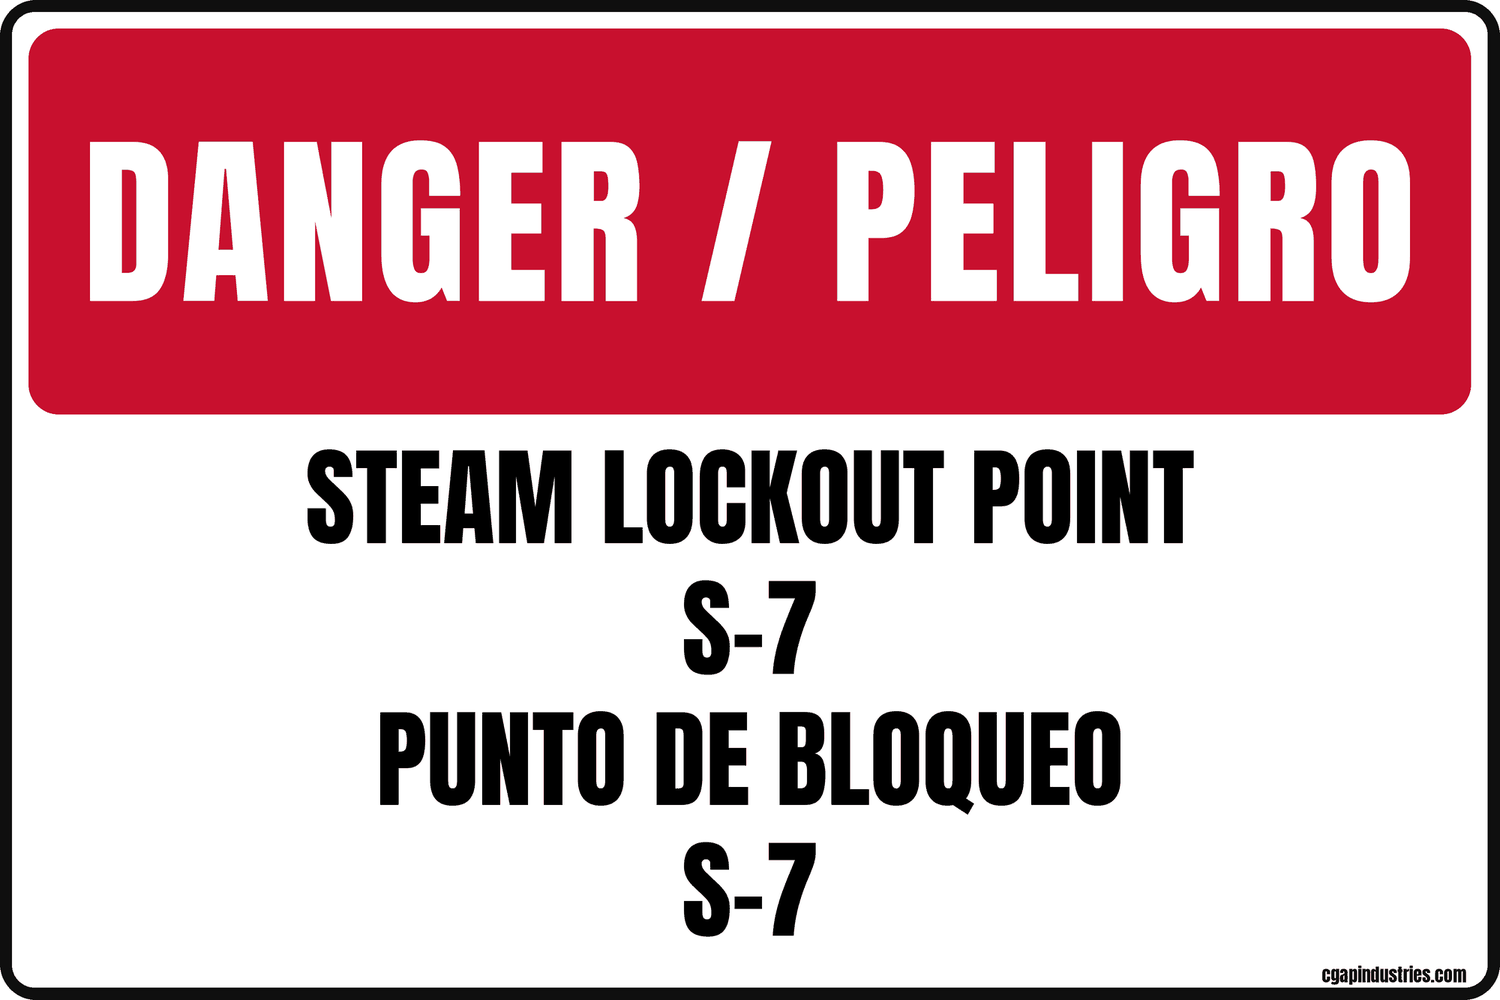 DANGER / PELIGRO
STEAM LOCKOUT POINT
S-7
PUNTO DE BLOQUEO
S-7
cgapindustries.com